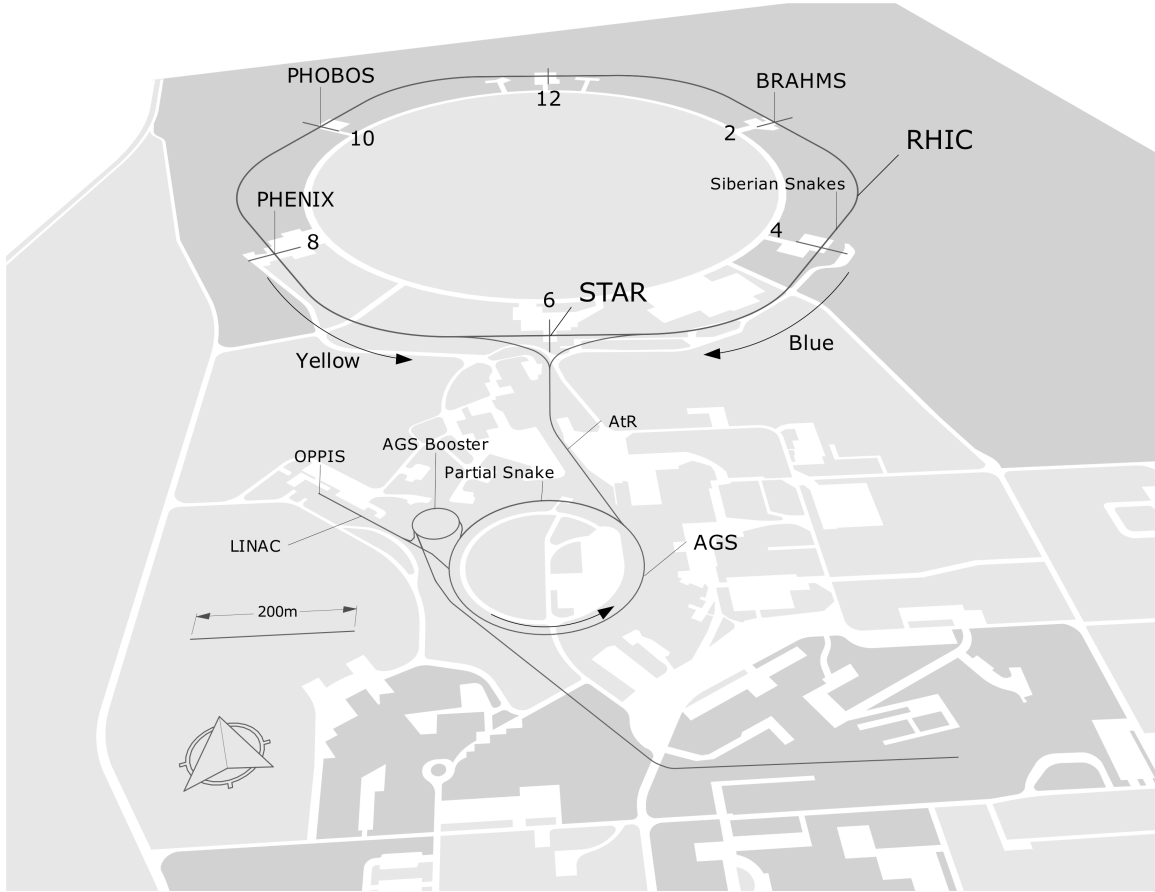 PHOBOS
12
BRAHMS
10
2
RHIC
Siberian Snakes
PHENIX
8
4
6
STAR
Yellow
Blue
AtR
AGS Booster
OPPIS
Partial Snake
LINAC
AGS
200m